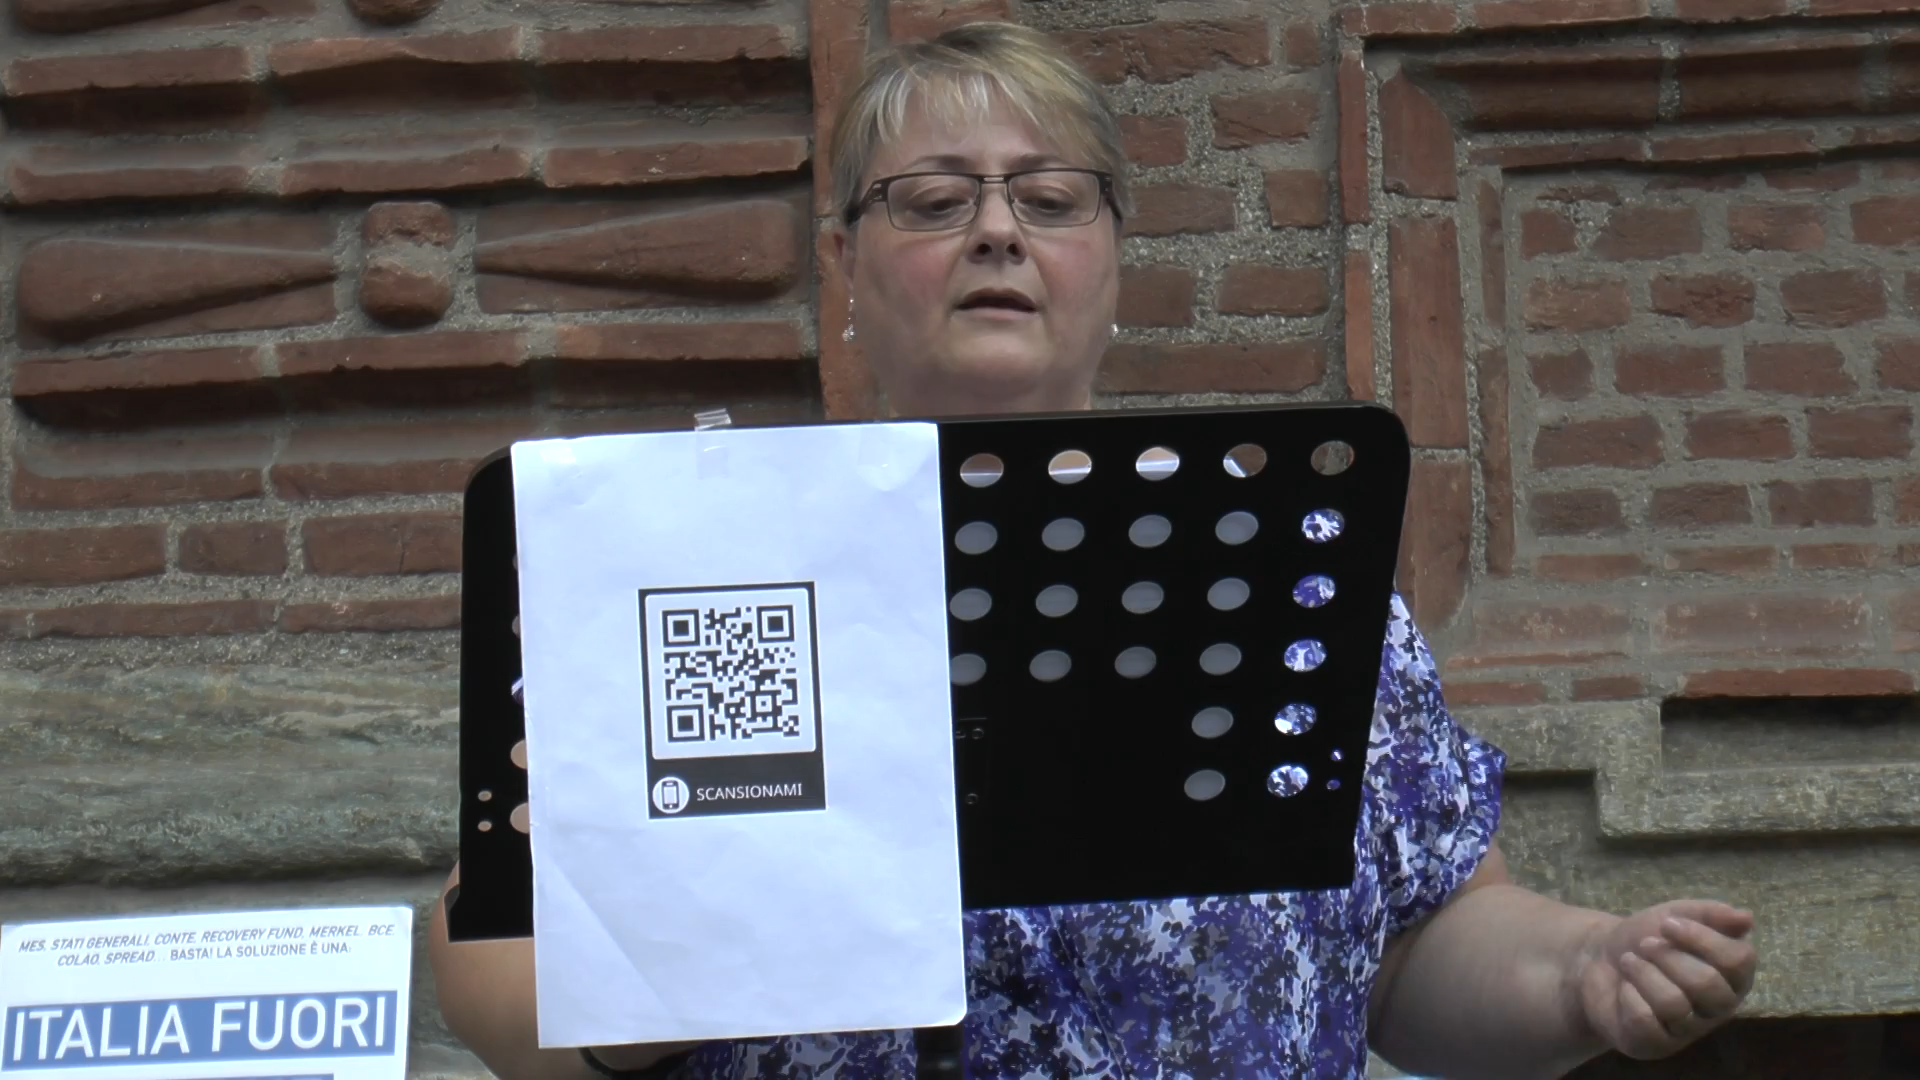 SCANSIONAMI
MES, STATI GENERALI, CONTE, RECOVERY FUND, MERKEL, BCE,
COLAO, SPREAD... BASTA! LA SOLUZIONE È UNA:
ITALIA FUORI